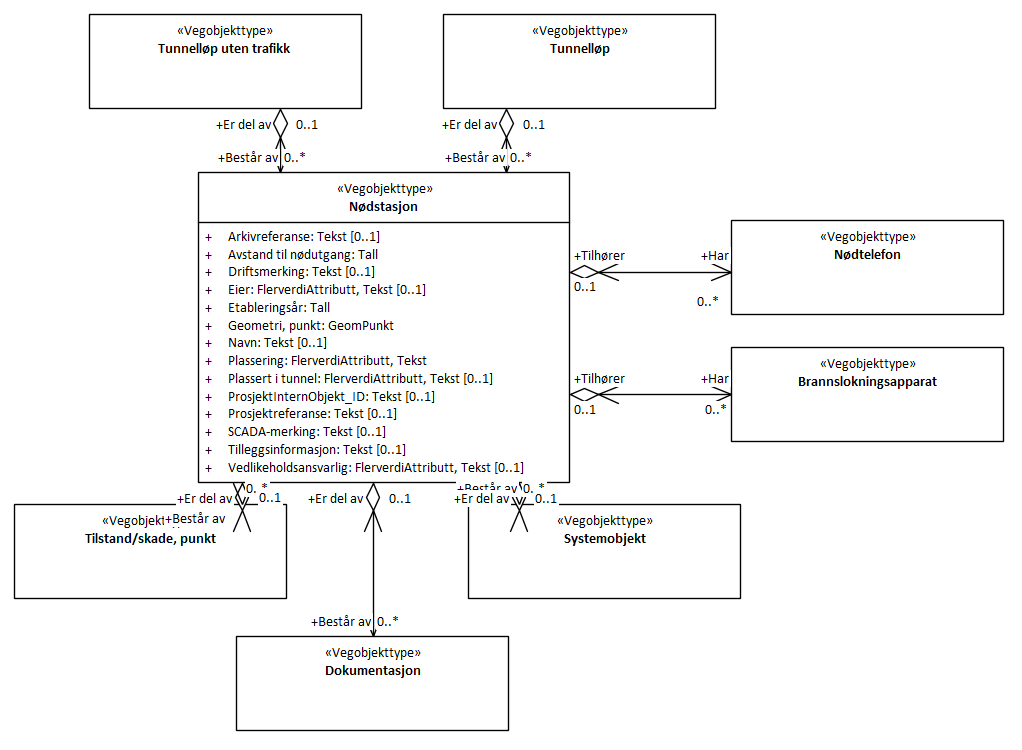 «Vegobjekttype»
Tunnelløp uten trafikk
«Vegobjekttype»
Tunnelløp
+Er del av 0..1
+Består av 0..*
+Er del av 0..1
+Består av 0..*
«Vegobjekttype»
Nødstasjon
+ Arkivreferanse: Tekst [0..1]
+ Avstand til nødutgang: Tall
+ Driftsmerking: Tekst [0..1]
+ Eier: FlerverdiAttributt, Tekst [0..1]
+ Etableringsår: Tall
+ Geometri, punkt: GeomPunkt
+ Navn: Tekst [0..1]
+ Plassering: FlerverdiAttributt, Tekst
+ Plassert i tunnel: FlerverdiAttributt, Tekst [0..1]
+ ProsjektInternObjekt_ID: Tekst [0..1]
+ Prosjektreferanse: Tekst [0..1]
+ SCADA-merking: Tekst [0..1]
+ Tilleggsinformasjon: Tekst [0..1]
+ Vedlikeholdsansvarlig: FlerverdiAttributt, Tekst [0..1]
+Tilhører +Har
0..1
0..*
«Vegobjekttype»
Nødtelefon
+Tilhører +Har
0..1 0..*
«Vegobjekttype»
Brannslokningsapparat
0..*
+Er del av 0..1
+Består av
«Vegobjekt
Tilstand/skade, punkt
+Er del av 0..1
+Består av 0..*
«Vegobjekttype»
Dokumentasjon
+Består av 0..*
+Er del av 0..1
«Vegobjekttype»
Systemobjekt